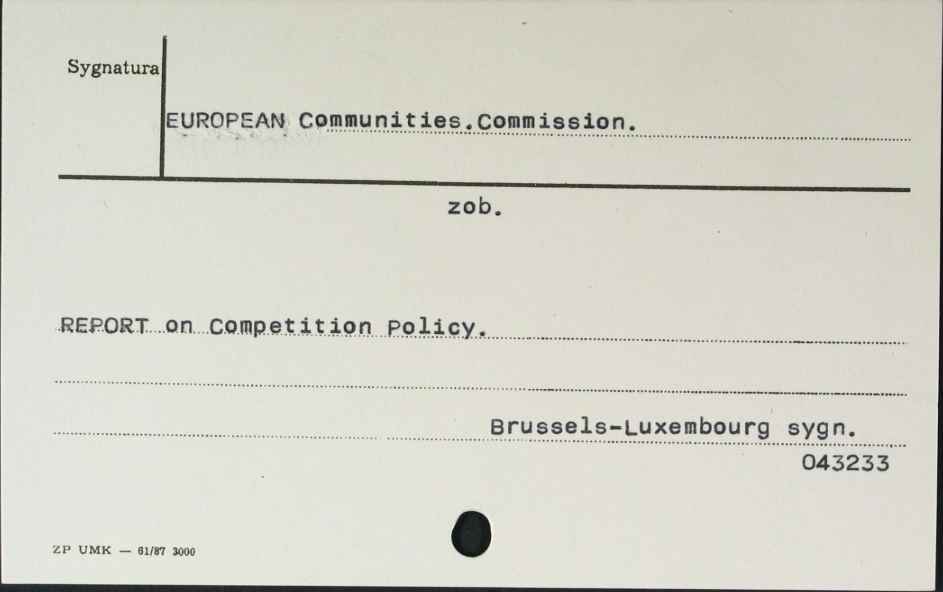 Sygnatura
EUROPEAN Communities.Commission.
zob.
REPORT on Competition Policy.
Brussels-Luxembourg sygn.
043233
ZP UMK — 61/87 3000